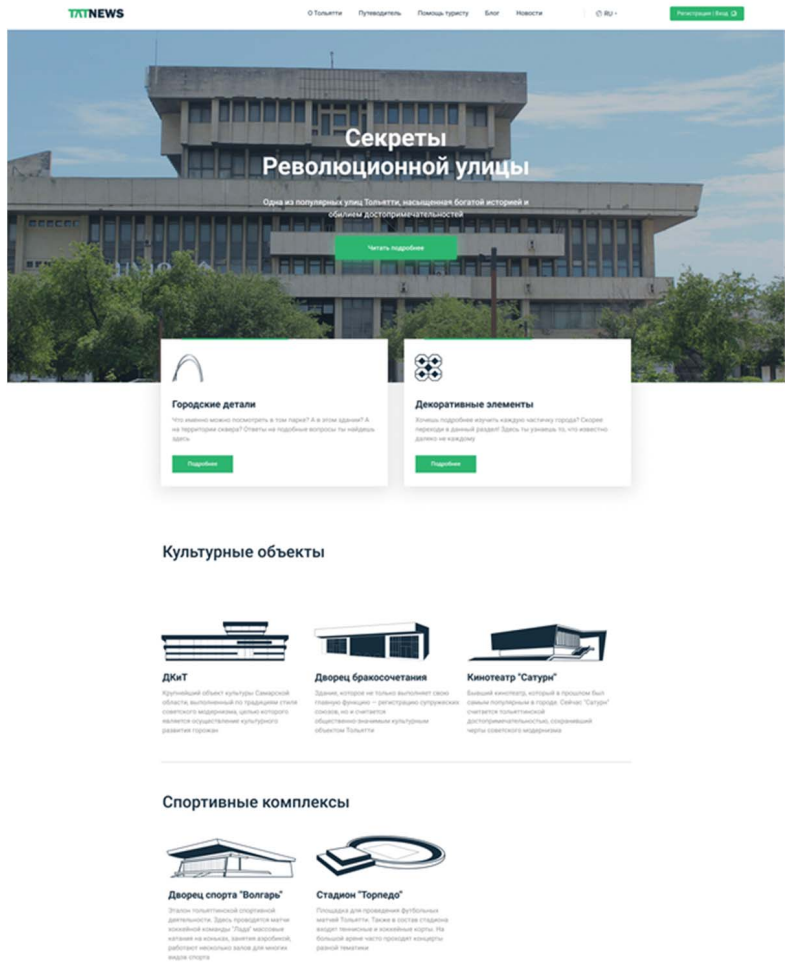 TATNEWS
О Тольятти Путеводитель Помощь туристу Блог Новости RU Регистрация | Вход
Секреты
Революционной улицы
Одна из популярных улиц Тольятти, насыщенная богатой историей и
обилием достопримечательностей
Читать подробнее
Городские детали
Что именно можно посмотреть в том парке? А в этом здании? А
на территории сквера? Ответы не подобные вопросы ты найдешь
здесь
Подробнее
Декоративные элементы
Хочешь подробнее изучить каждую частичку города? Скорее
переходи в данный раздел! Здесь ты узнаешь то, что известно
далеко не каждому
Подробнее
Культурные объекты
ДКиТ
Крупнейший объект культуры Самарской
области, выполненный по традициям стиля
советского модернизма, целью которого
является осуществление культурного
развития горожан
Дворец бракосочетания
Здание, которое не только выполняет свою
главную функцию — регистрацию супружеских
союзов, но и считается
общественно-значимым культурным
объектом Тольятти
Кинотеатр "Сатурн"
Бывший кинотеатр, который в прошлом был
самым популярным в городе. Сейчас "Сатурн"
считается тольяттинской
достопримечательностью, сохранивший
черты советского модернизма
Спортивные комплексы
Дворец спорта "Волгарь"
Эталон тольяттинской спортивной
деятельности. Здесь проводятся матчи
хоккейной команды "Лада" массовые
катания на коньках, занятия аэробикой,
работают несколько залов для многих
видов спорта
Стадион "Торпедо"
Площадка для проведения футбольных
матчей Тольятти. Также в состав стадиона
входят теннисные и хоккейные корты. На
большой арене часто проходят концерты
разной тематики